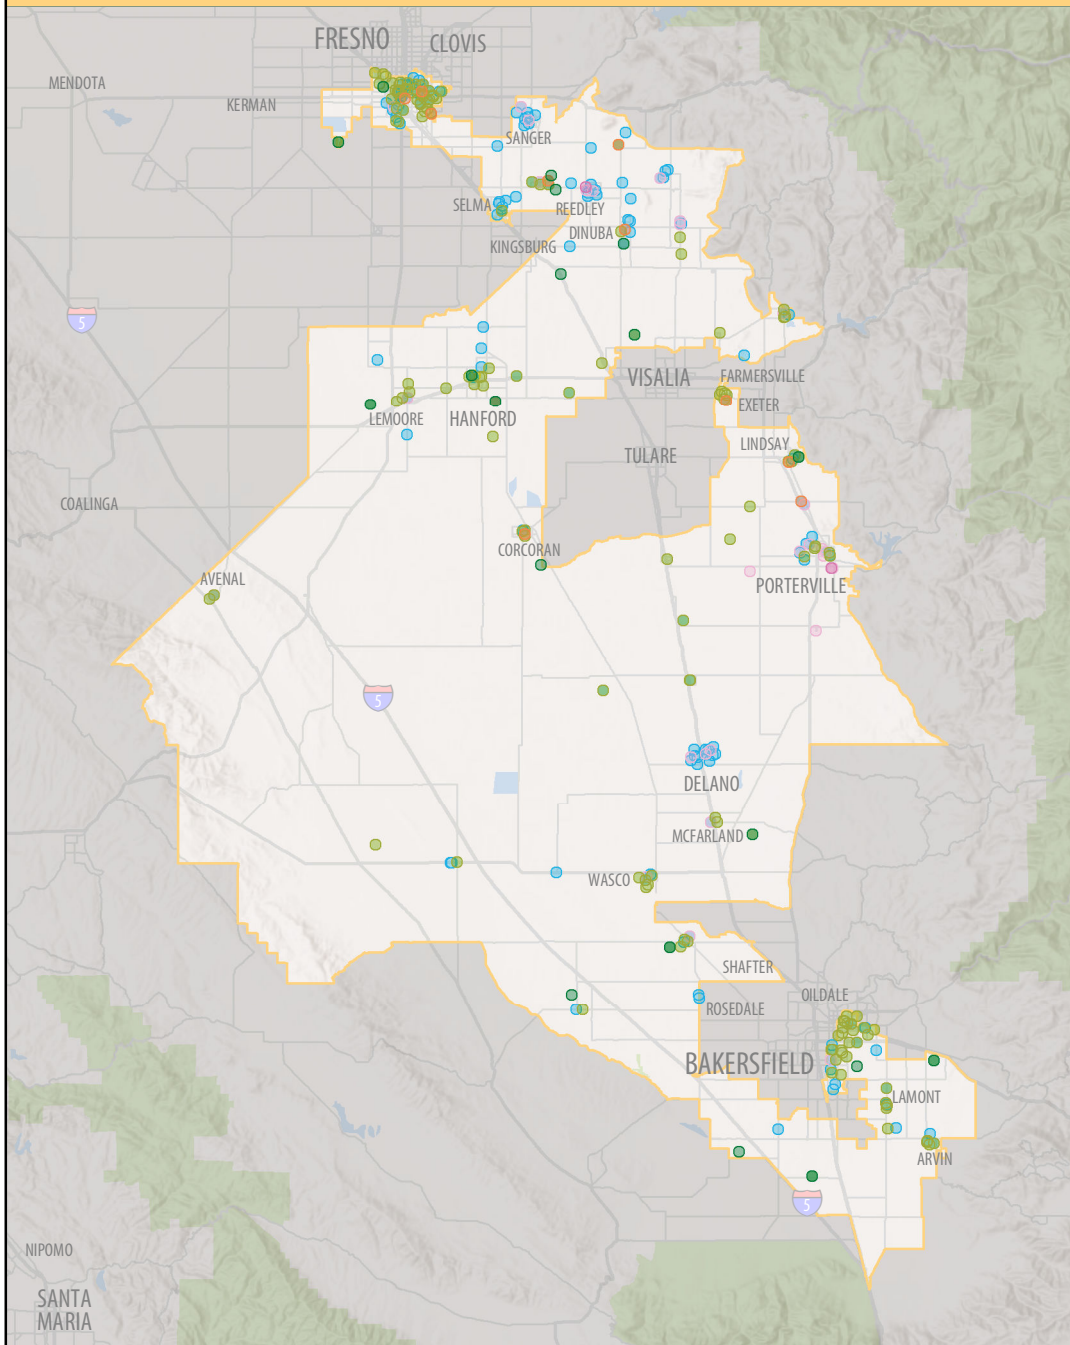 FRESNO
CLOVIS
MENDOTA
KERMAN
SANGER
SELMA
REEDLEY
DINUBA
KINGSBURG
5
VISALIA
FARMERSVILLE
EXETER
LEMOORE
HANFORD
LINDSAY
TULARE
COALINGA
CORCORAN
AVENAL
PORTERVILLE
5
DELANO
MCFARLAND
WASCO
SHAFTER
OILDALE
ROSEDALE
BAKERSFIELD
LAMONT
ARVIN
5
NIPOMO
SANTA
MARIA